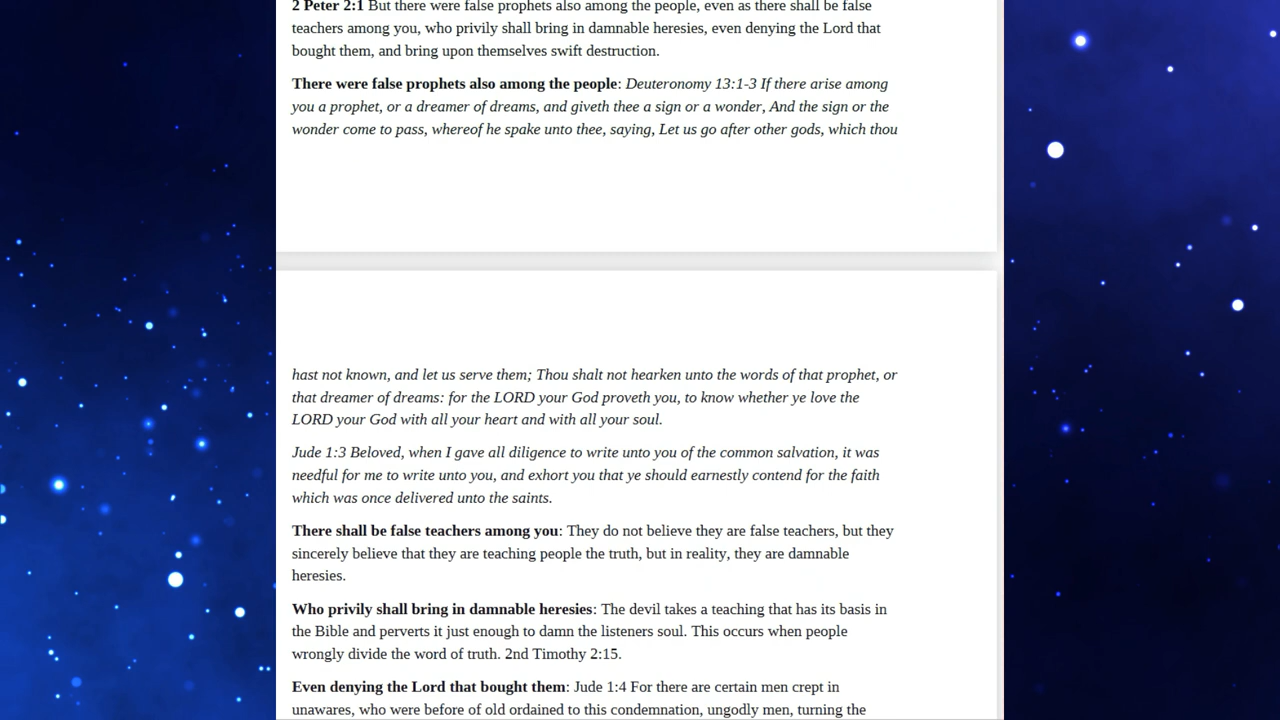 2 Peter 2:1 But there were false prophets also among the people, even as there shall be false
teachers among you, who privily shall bring in damnable heresies, even denying the Lord that
bought them, and bring upon themselves swift destruction.
There were false prophets also among the people: Deuteronomy 13:1-3 If there arise among
you a prophet, or a dreamer of dreams, and giveth thee a sign or a wonder, And the sign or the
wonder come to pass, whereof he spake unto thee, saying, Let us go after other gods, which thou
hast not known, and let us serve them; Thou shalt not hearken unto the words of that prophet, or
that dreamer of dreams: for the LORD your God proveth you, to know whether ye love the
LORD your God with all your heart and with all your soul.
Jude 1:3 Beloved, when I gave all diligence to write unto you of the common salvation, it was
needful for me to write unto you, and exhort you that ye should earnestly contend for the faith
which was once delivered unto the saints.
There shall be false teachers among you: They do not believe they are false teachers, but they
sincerely believe that they are teaching people the truth, but in reality, they are damnable
heresies.
Who privily shall bring in damnable heresies: The devil takes a teaching that has its basis in
the Bible and perverts it just enough to damn the listeners soul. This occurs when people
wrongly divide the word of truth. 2nd Timothy 2:15.
Even denying the Lord that bought them: Jude 1:4 For there are certain men crept in
unawares, who were before of old ordained to this condemnation, ungodly men, turning the